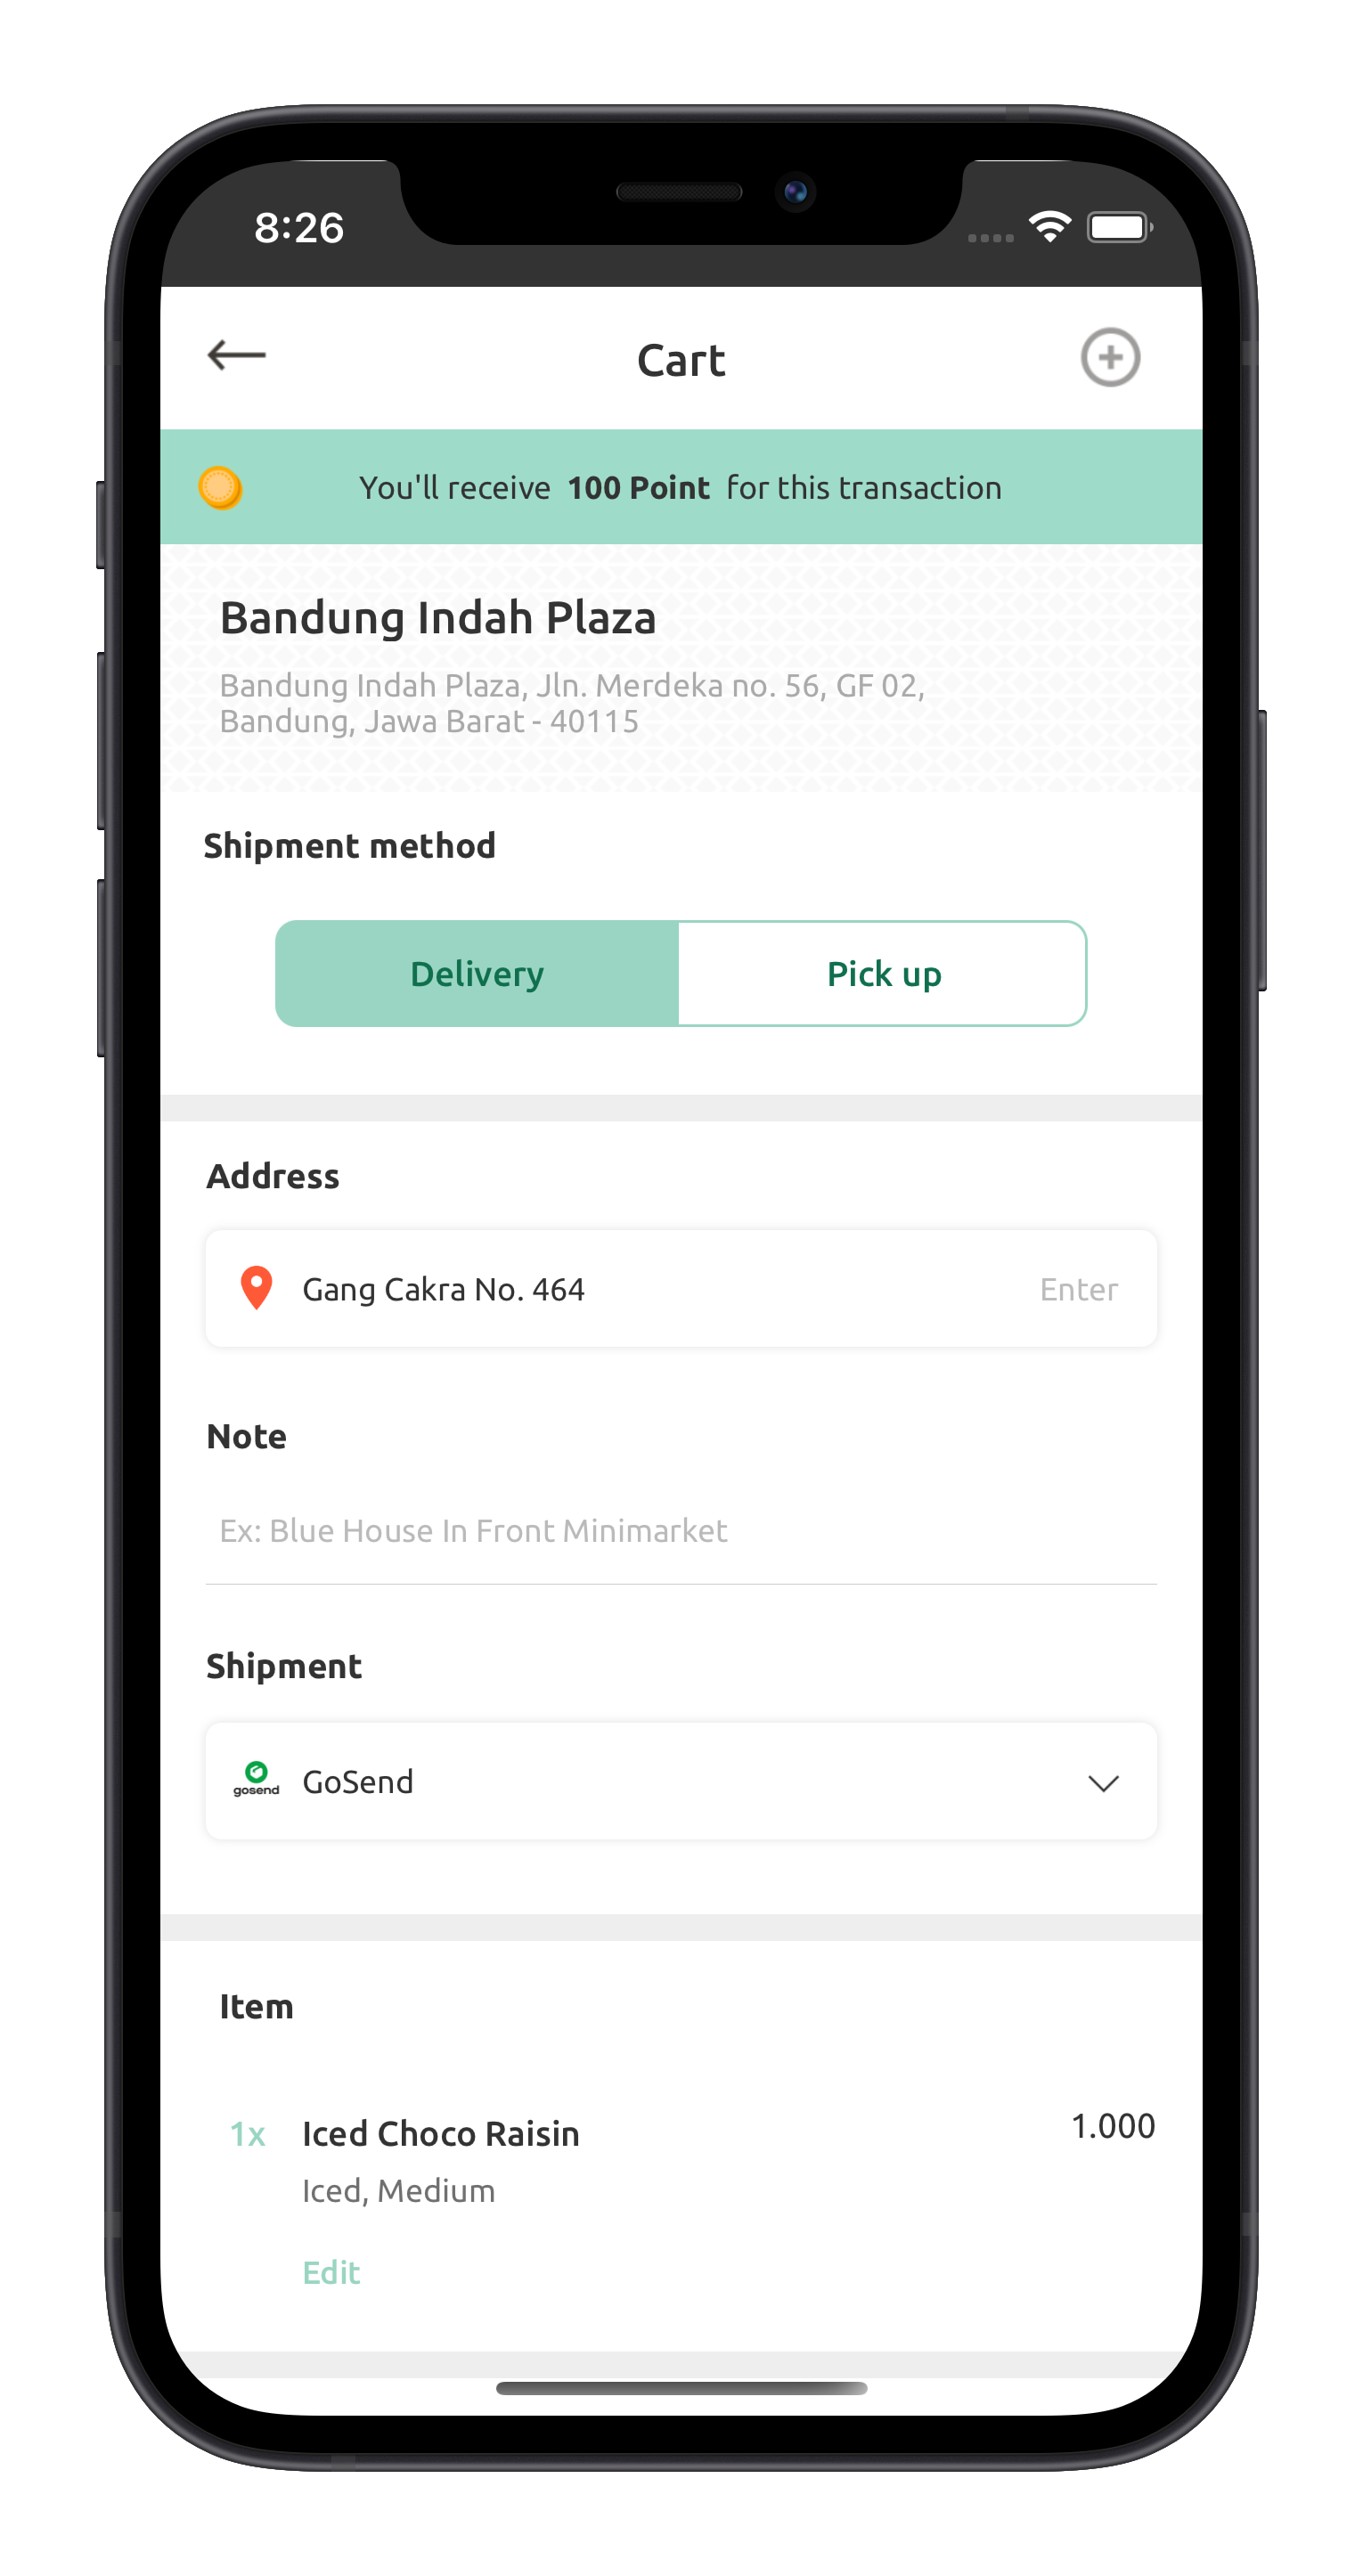 8:26
Cart
You'll receive 100 Point for this transaction
Bandung Indah Plaza
Bandung Indah Plaza, Jln. Merdeka no. 56, GF 02,
Bandung, Jawa Barat - 40115
Shipment method
Delivery Pick up
Address
Gang Cakra No. 464 Enter
Note
Ex: Blue House In Front Minimarket
Shipment
gosend GoSend
Item
1x Iced Choco Raisin 1.000
Iced, Medium
Edit